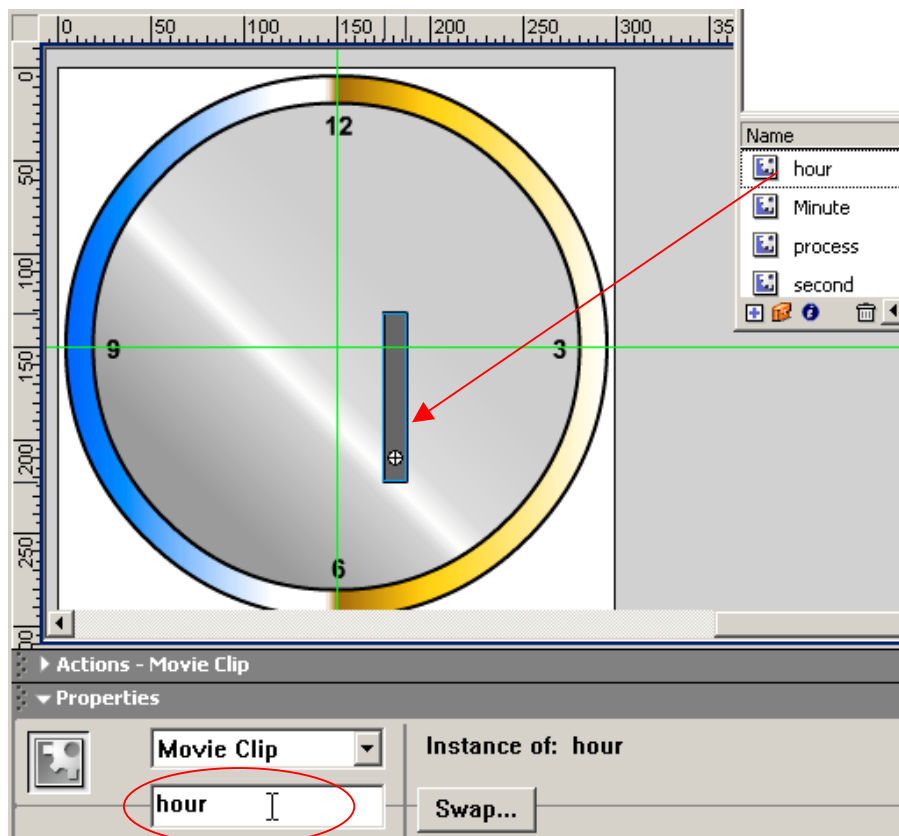 0 50 100 150 200 250 300 35
0
12
Name
hour
50
Minute
process
100
second
9
3
150
200
250
6
00
Actions - Movie Clip
Properties
Movie Clip
Instance of: hour
hour
Swap...